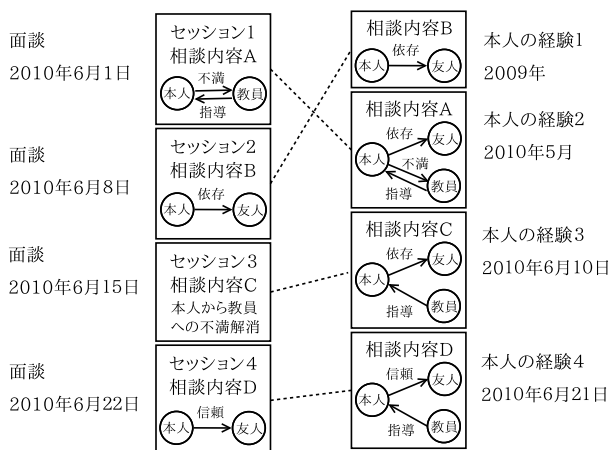 面談
2010年6月1日
セッション1
相談内容A
本人
不満
教員
指導
面談
2010年6月8日
セッション2
相談内容B
本人
依存
友人
面談
2010年6月15日
セッション3
相談内容C
本人から教員
への不満解消
面談
2010年6月22日
セッション4
相談内容D
本人
信頼
友人
相談内容B
本人
依存
友人
本人の経験1
2009年
相談内容A
依存
友人
本人
不満
教員
指導
本人の経験2
2010年5月
相談内容C
依存
友人
本人
教員
指導
本人の経験3
2010年6月10日
相談内容D
信頼
友人
本人
教員
指導
本人の経験4
2010年6月21日